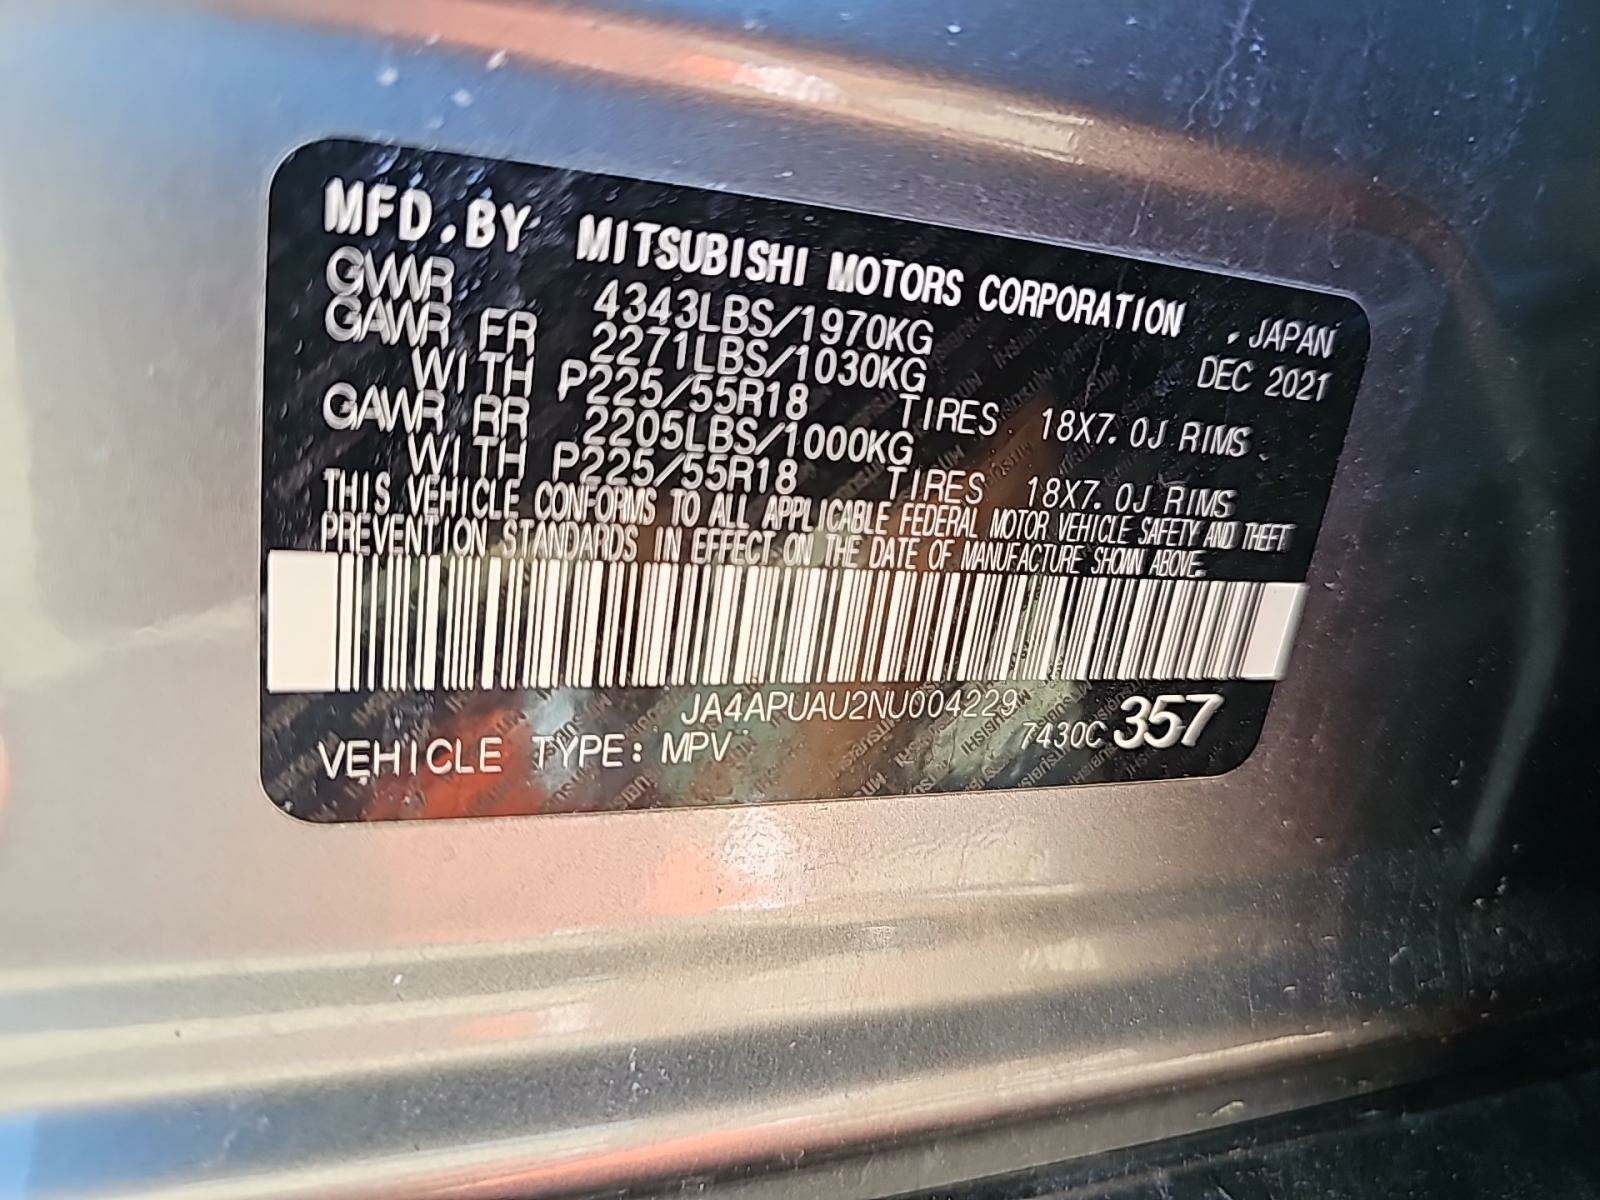 MFD.BY MITSUBISHI MOTORS CORPORATION , JAPAN
GVWR 4343LBS/1970KG DEC 2021
GAWR FR 2271LBS/1030KG
WITH P225/55R18 TIRES 18X7.0J RIMS
GAWR RR 2205LBS/1000KG
WITH P225/55R18 TIRES 18X7.0J RIMS
THIS VEHICLE CONFORMS TO ALL APPLICABLE FEDERAL MOTOR VEHICLE SAFETY AND THEFT
PREVENTION STANDARDS IN EFFECT ON THE DATE OF MANUFACTURE SHOWN ABOVE.
JA4APUAU2NU004229
VEHICLE TYPE: MPV 7430C 357